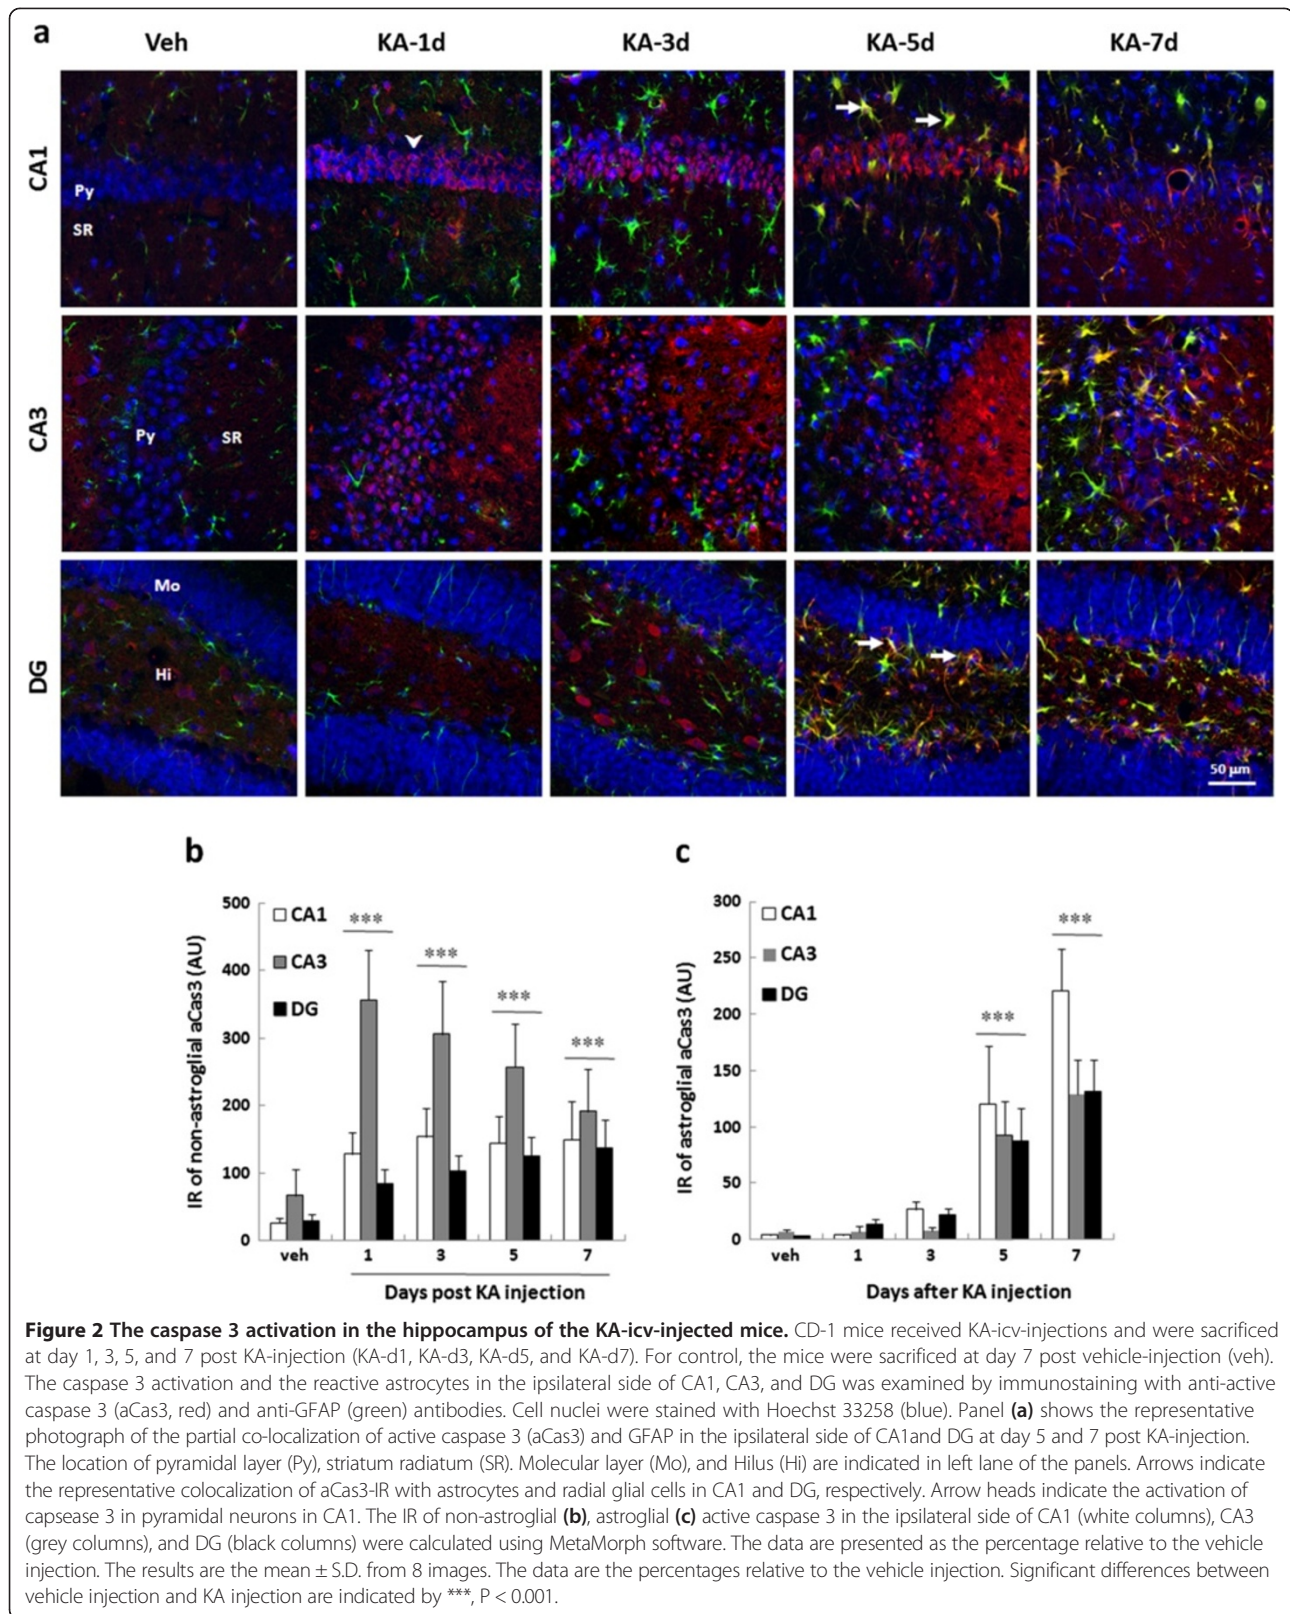 a
Veh KA-1d KA-3d KA-5d KA-7d
CA1
Py
SR
CA3
Py
SR
DG
Mo
Hi
50 µm
b
IR of non-astroglial aCas3 (AU)
500
400
300
200
100
0
CA1
CA3
DG
***
***
***
***
veh 1 3 5 7
Days post KA injection
c
IR of astroglial aCas3 (AU)
300
250
200
150
100
50
0
CA1
CA3
DG
***
***
veh 1 3 5 7
Days after KA injection
Figure 2 The caspase 3 activation in the hippocampus of the KA-icv-injected mice. CD-1 mice received KA-icv-injections and were sacrificed
at day 1, 3, 5, and 7 post KA-injection (KA-d1, KA-d3, KA-d5, and KA-d7). For control, the mice were sacrificed at day 7 post vehicle-injection (veh).
The caspase 3 activation and the reactive astrocytes in the ipsilateral side of CA1, CA3, and DG was examined by immunostaining with anti-active
caspase 3 (aCas3, red) and anti-GFAP (green) antibodies. Cell nuclei were stained with Hoechst 33258 (blue). Panel (a) shows the representative
photograph of the partial co-localization of active caspase 3 (aCas3) and GFAP in the ipsilateral side of CA1and DG at day 5 and 7 post KA-injection.
The location of pyramidal layer (Py), striatum radiatum (SR). Molecular layer (Mo), and Hilus (Hi) are indicated in left lane of the panels. Arrows indicate
the representative colocalization of aCas3-IR with astrocytes and radial glial cells in CA1 and DG, respectively. Arrow heads indicate the activation of
capsease 3 in pyramidal neurons in CA1. The IR of non-astroglial (b), astroglial (c) active caspase 3 in the ipsilateral side of CA1 (white columns), CA3
(grey columns), and DG (black columns) were calculated using MetaMorph software. The data are presented as the percentage relative to the vehicle
injection. The results are the mean ± S.D. from 8 images. The data are the percentages relative to the vehicle injection. Significant differences between
vehicle injection and KA injection are indicated by ***, P < 0.001.